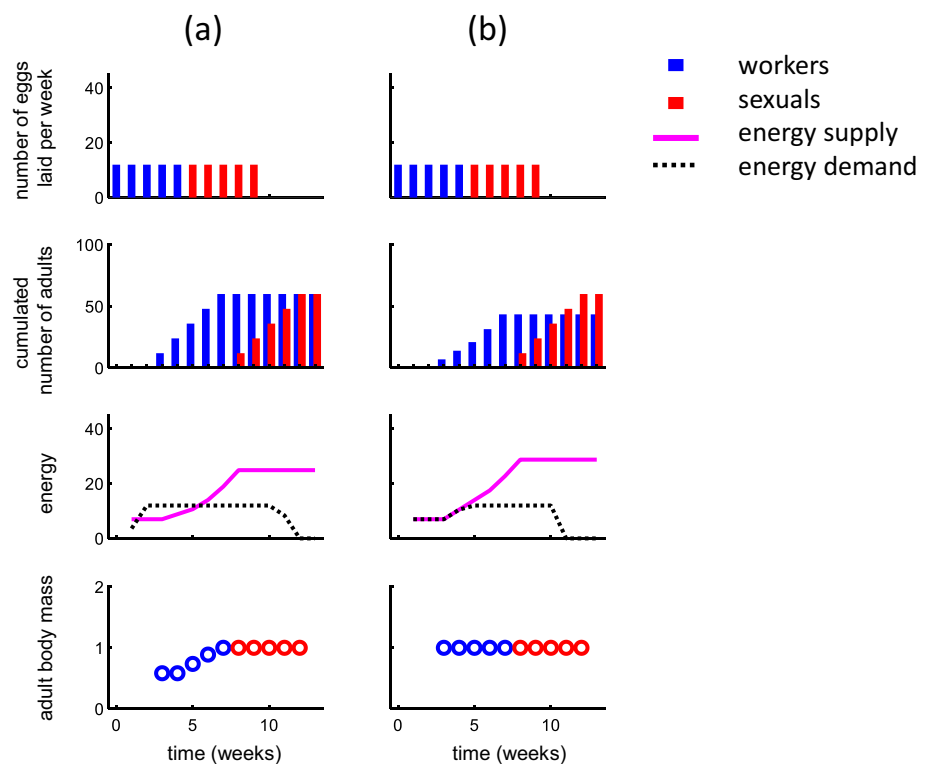 (a)
(b)
workers
sexuals
energy supply
energy demand
number of eggs
laid per week
40
20
0
cumulated
number of adults
100
50
0
energy
40
20
0
adult body mass
2
1
0
0
5
10
time (weeks)
0
5
10
time (weeks)